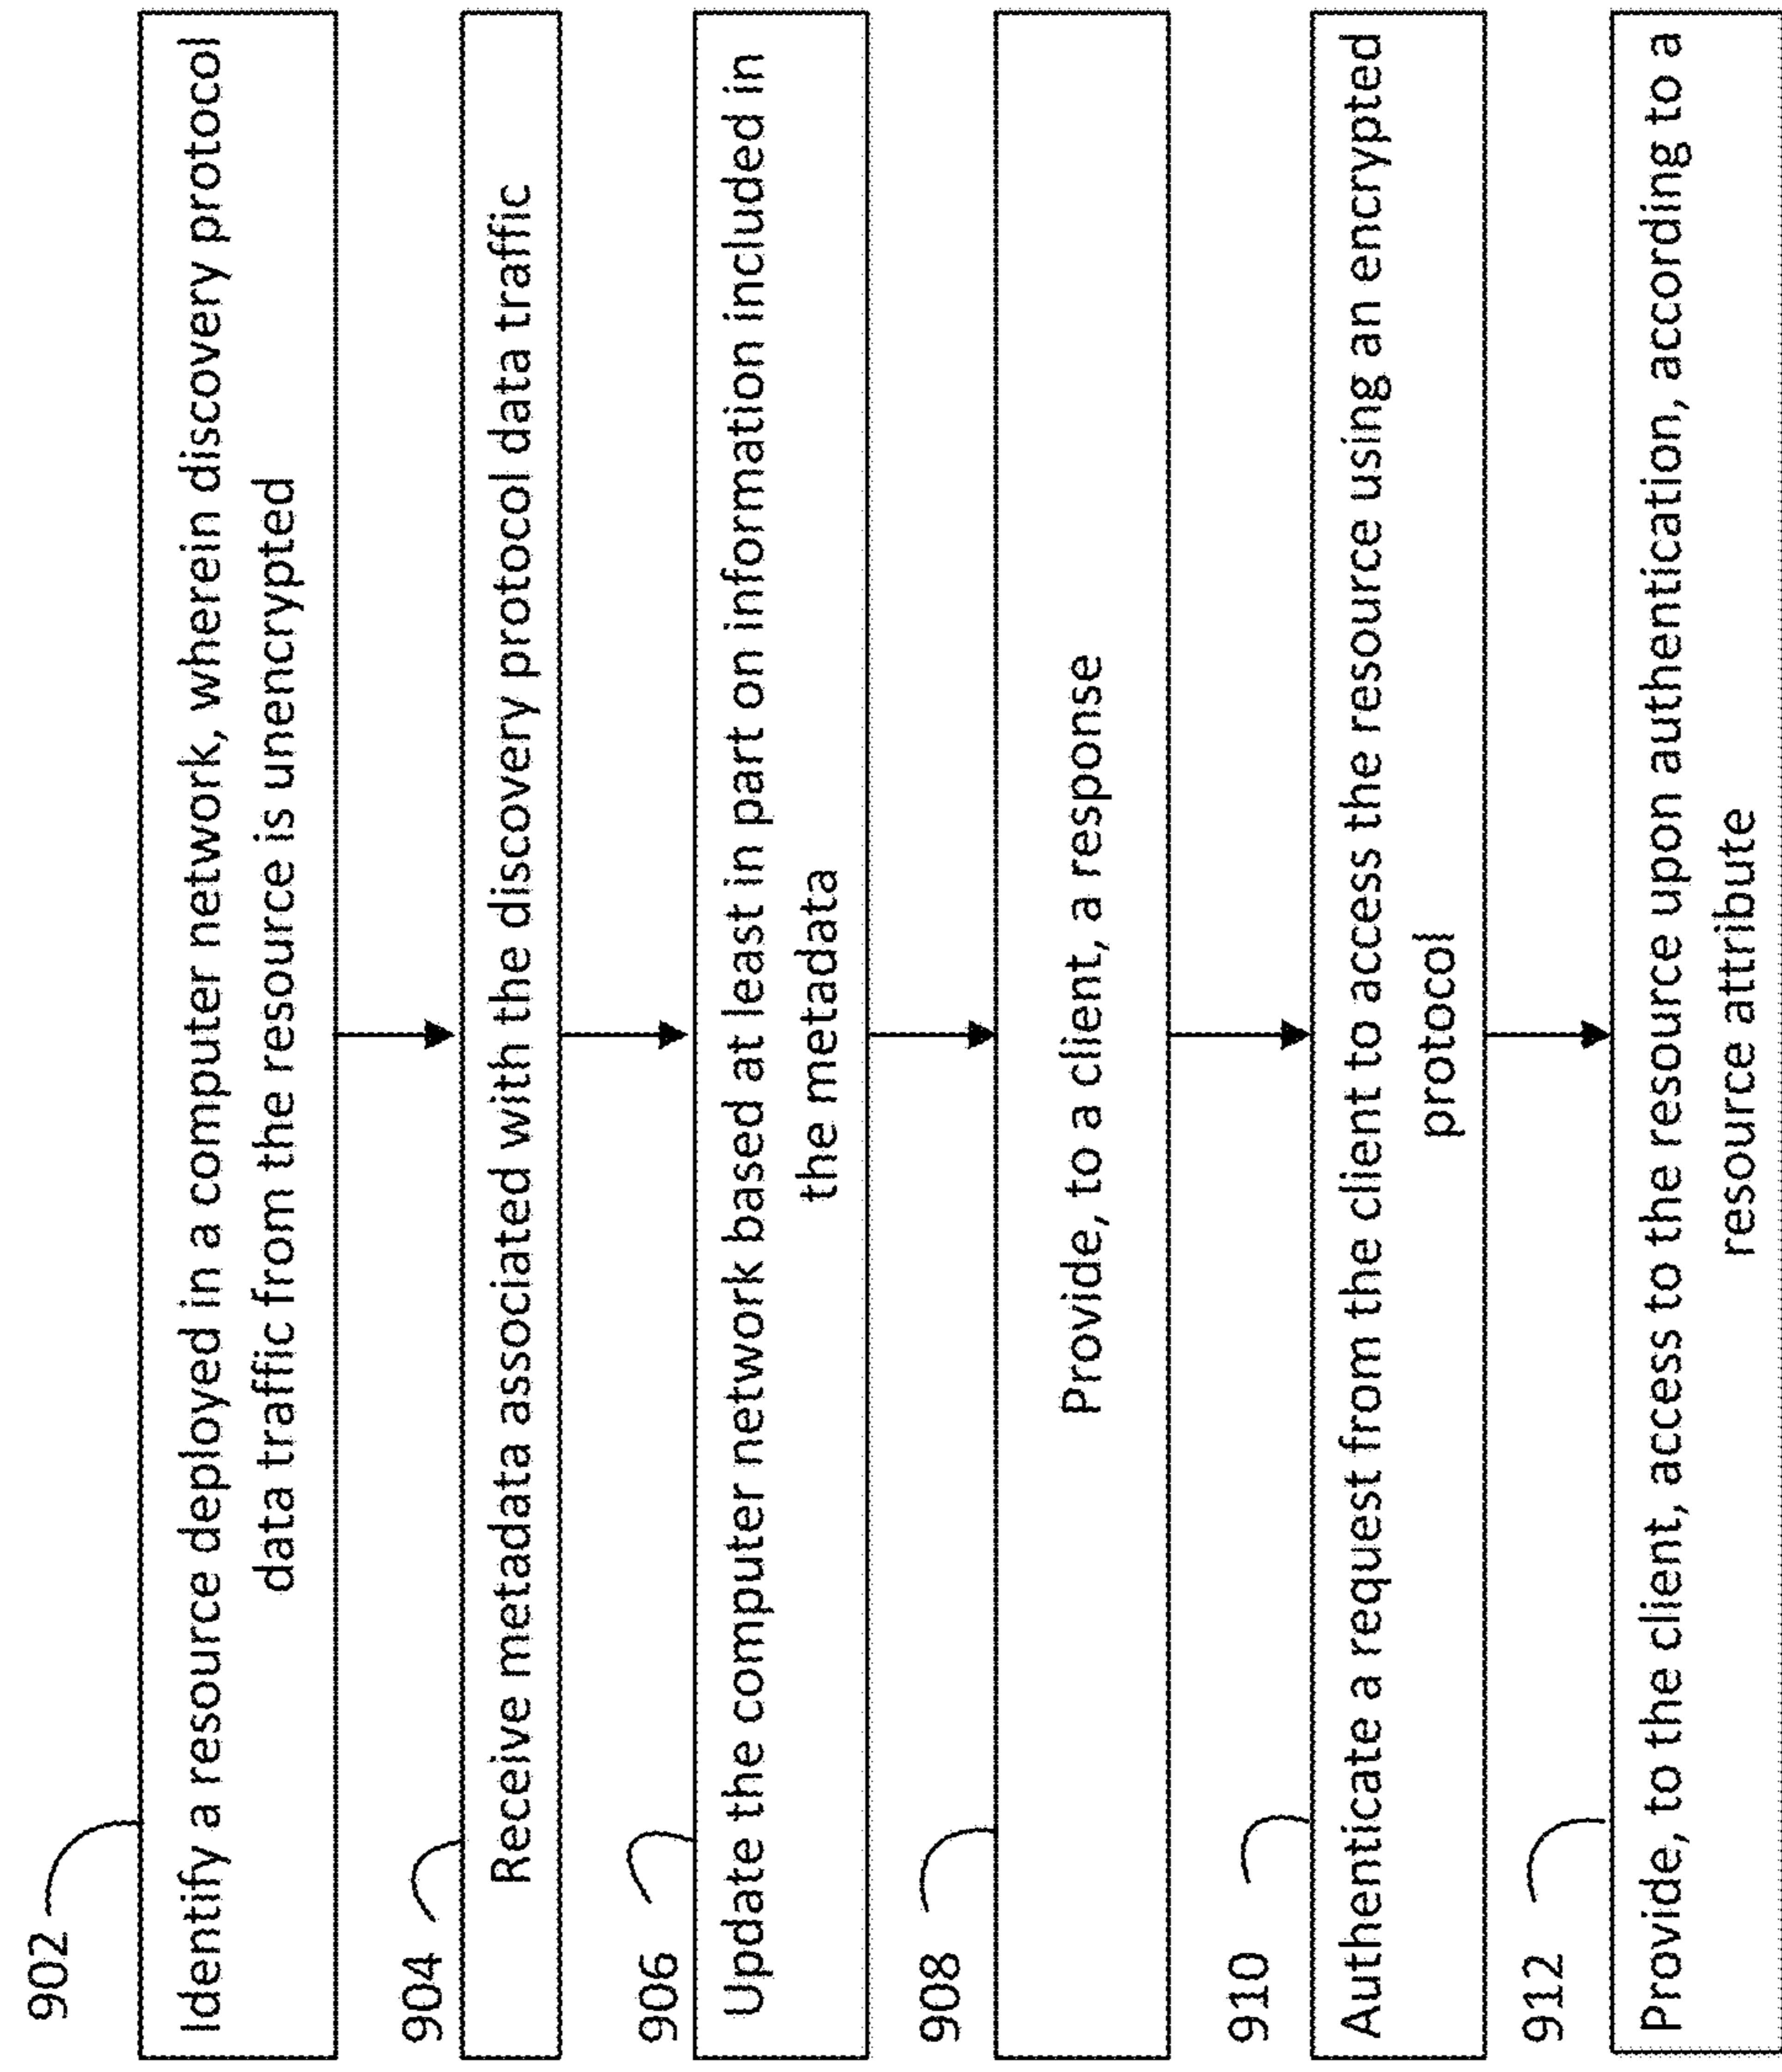 902
Identify a resource deployed in a computer network, wherein discovery protocol
data traffic from the resource is unencrypted
904
Receive metadata associated with the discovery protocol data traffic
906
Update the computer network based at least in part on information included in
the metadata
908
Provide, to a client, a response
910
Authenticate a request from the client to access the resource using an encrypted
protocol
912
Provide, to the client, access to the resource upon authentication, according to a
resource attribute